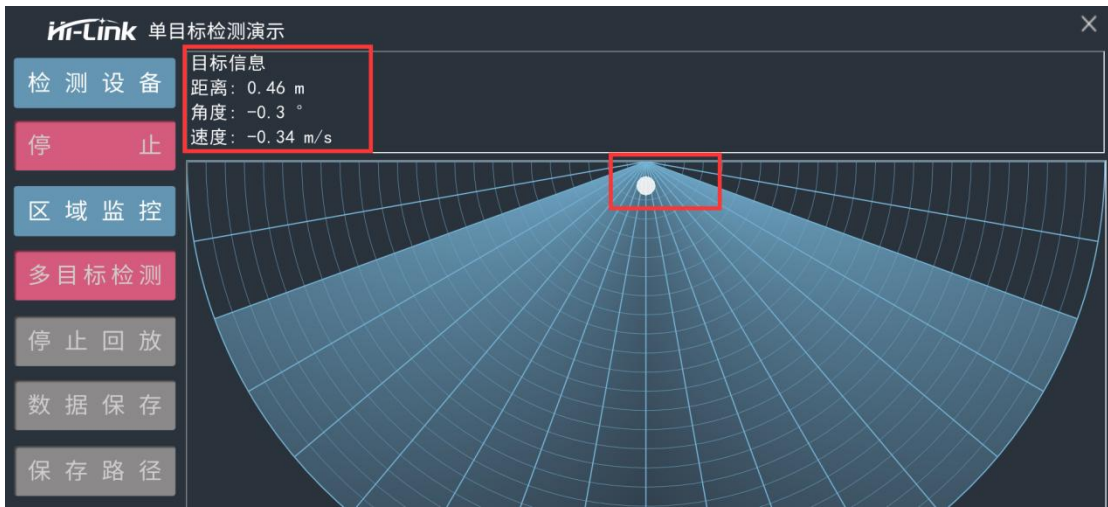 Hi-Link 单目标检测演示
目标信息
距离: 0.46 m
角度: -0.3 °
速度: -0.34 m/s
检测设备
停止
区域监控
多目标检测
停止回放
数据保存
保存路径